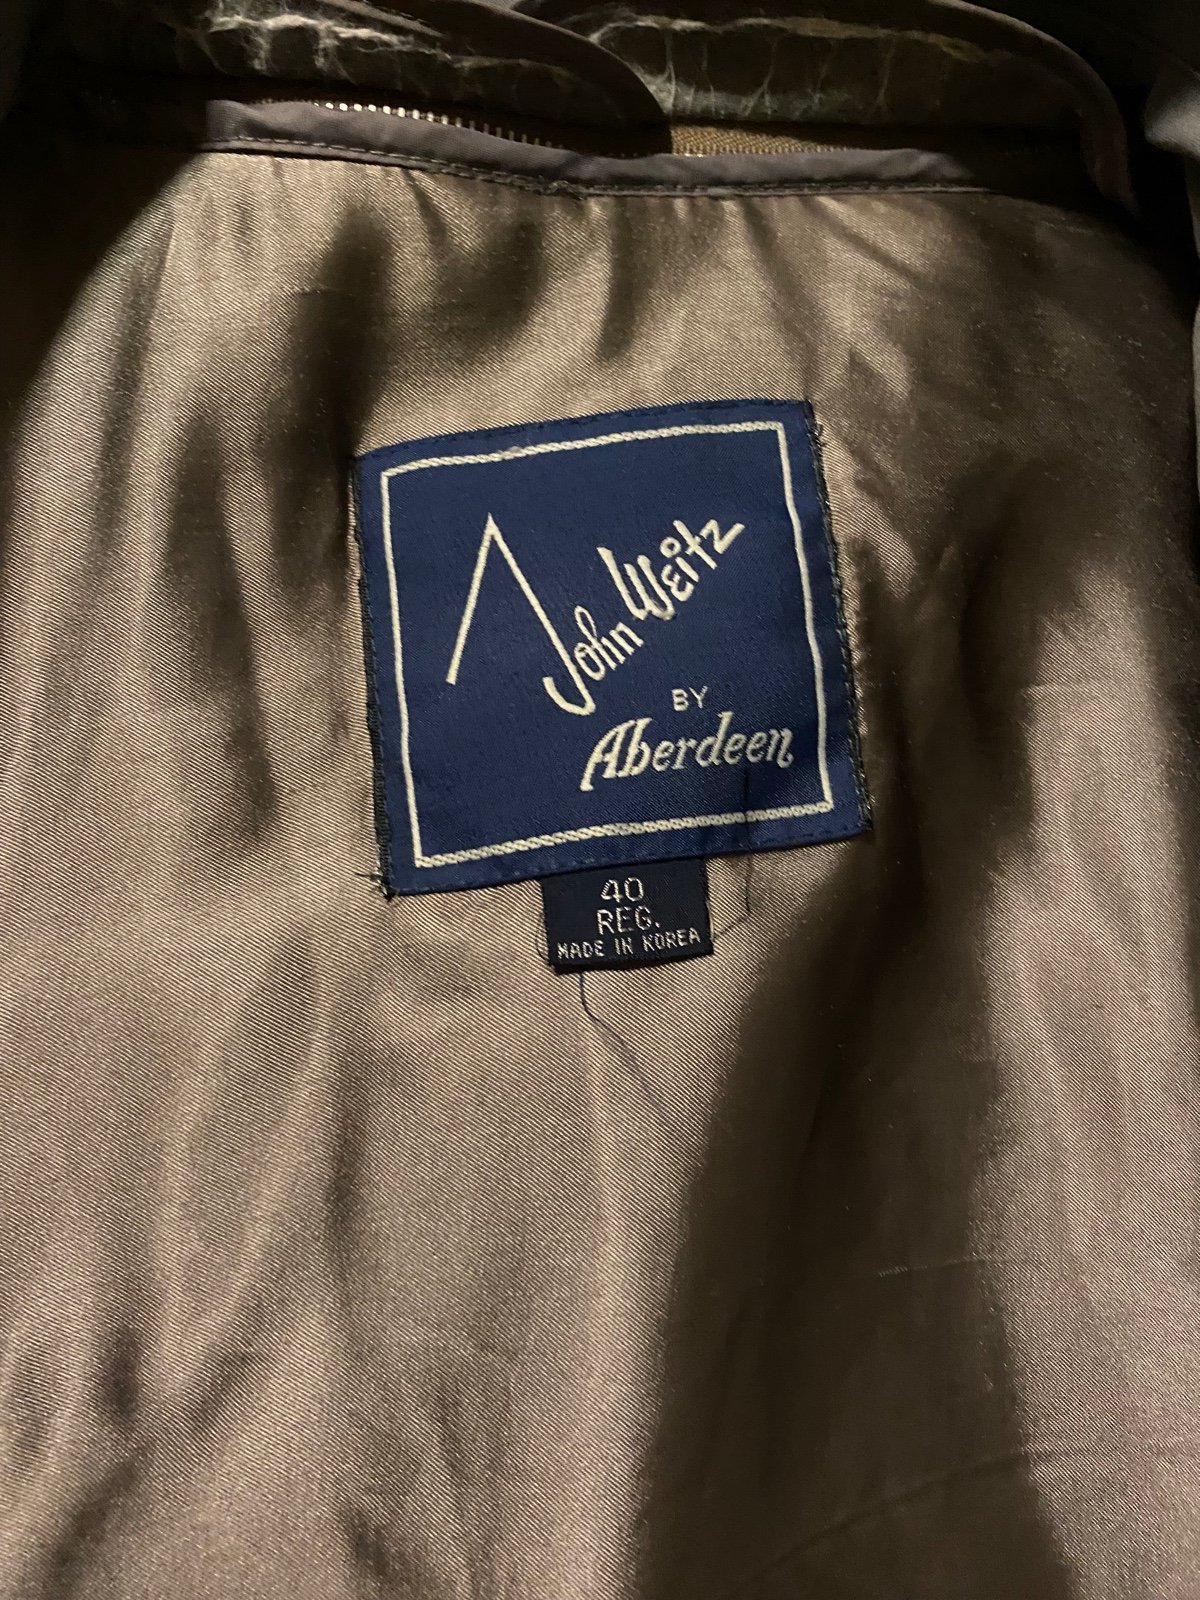 John Weitz
BY
Aberdeen
40
REG.
MADE IN KOREA